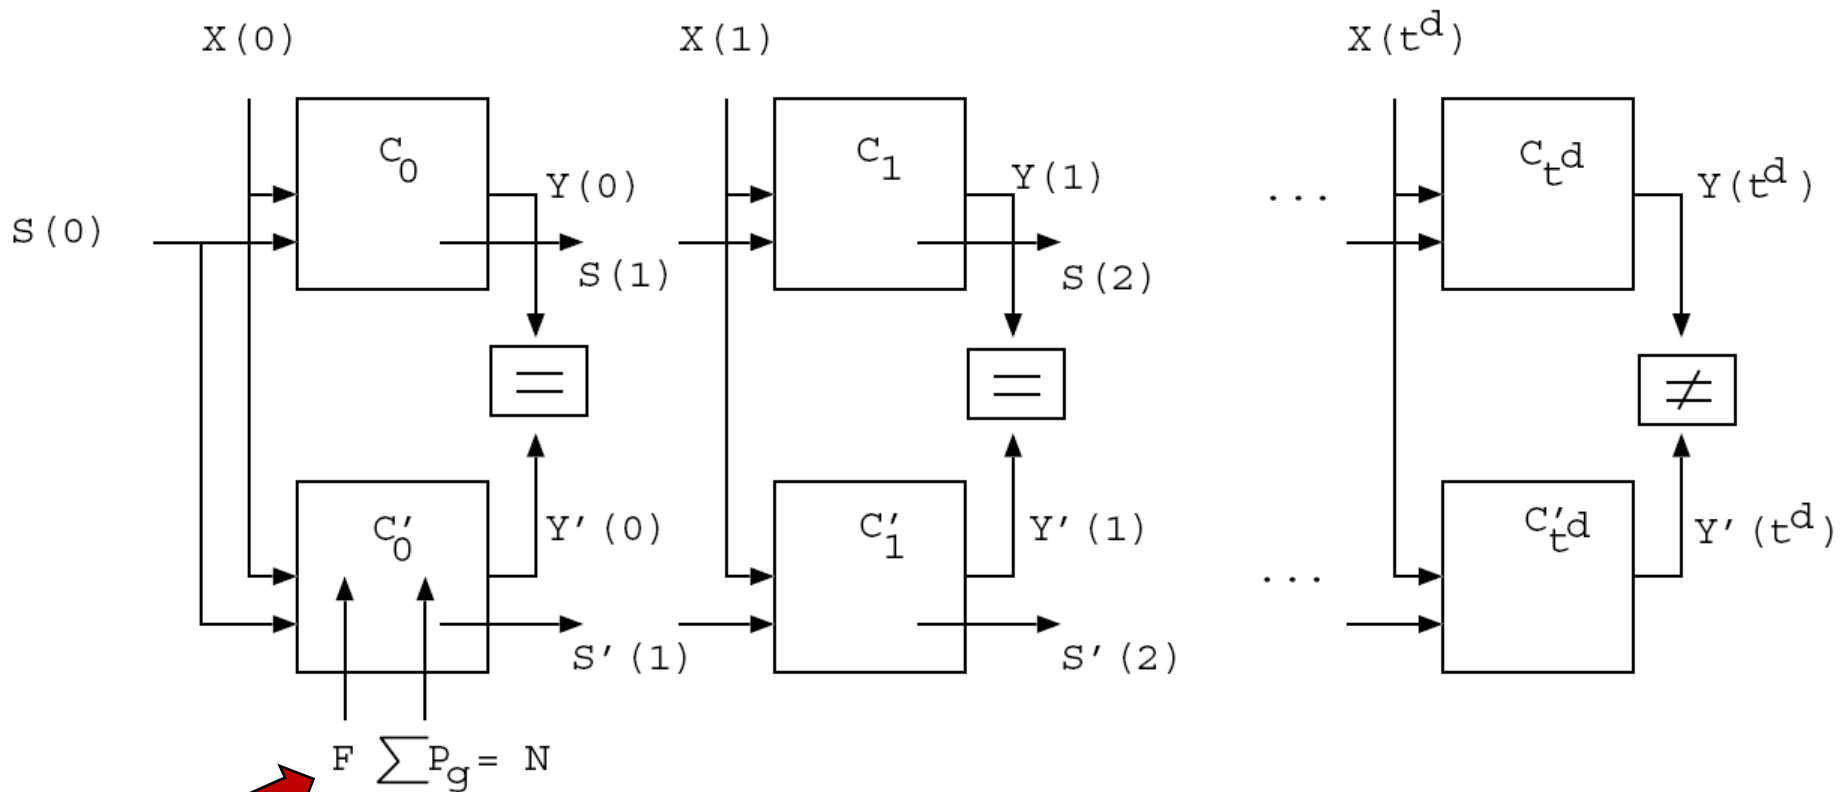 X(0) X(1) X(t^d)
C_0 C_1 C_t^d
Y(0) Y(1) ... Y(t^d)
S(0)
S(1) S(2)
= = ≠
C'_0 C'_1 C'_t^d
Y'(0) Y'(1) ... Y'(t^d)
S'(1) S'(2)
F ∑P_g = N